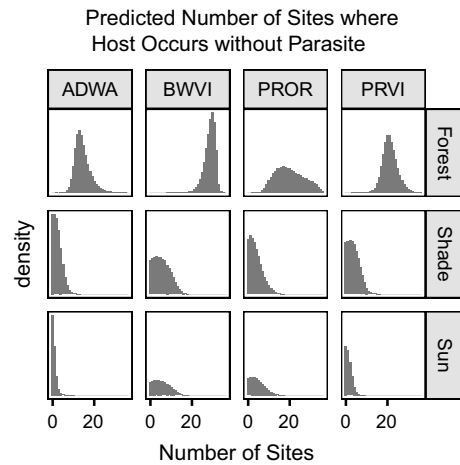 Predicted Number of Sites where
Host Occurs without Parasite
ADWA BWVI PROR PRVI
Forest
Shade
Sun
density
0 20 0 20 0 20 0 20
Number of Sites